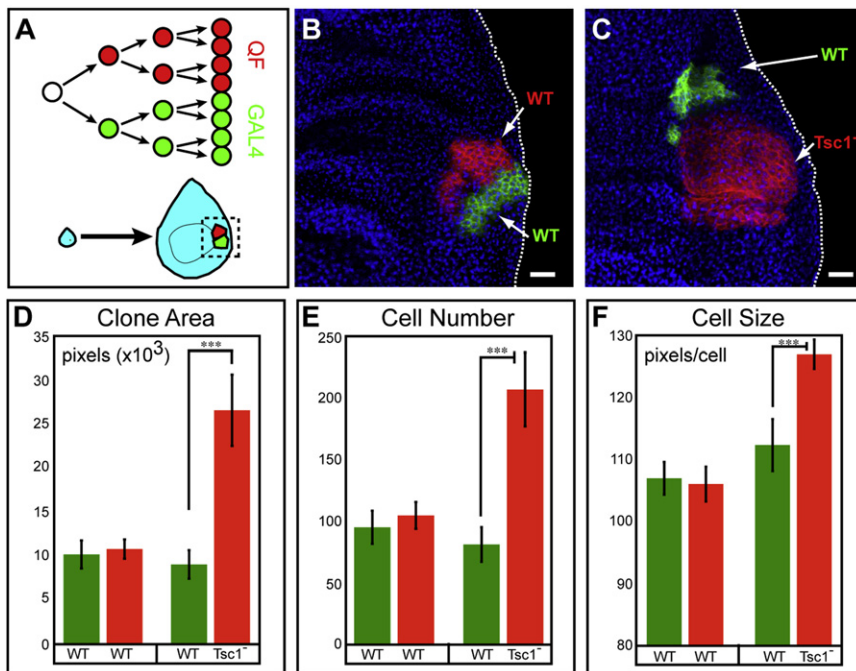 A
QF
GAL4
B
WT
WT
C
WT
Tsc1⁻
D
Clone Area
pixels (x10³)
***
35
30
25
20
15
10
5
0
WT WT WT Tsc1⁻
E
Cell Number
***
250
200
150
100
50
0
WT WT WT Tsc1⁻
F
Cell Size
pixels/cell
***
130
120
110
100
90
80
WT WT WT Tsc1⁻